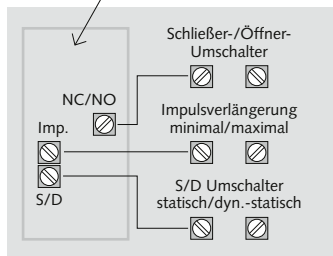 Schließer-/Öffner-
Umschalter
NC/NO
Impulsverlängerung
minimal/maximal
Imp.
S/D Umschalter
statisch/dyn.-statisch
S/D